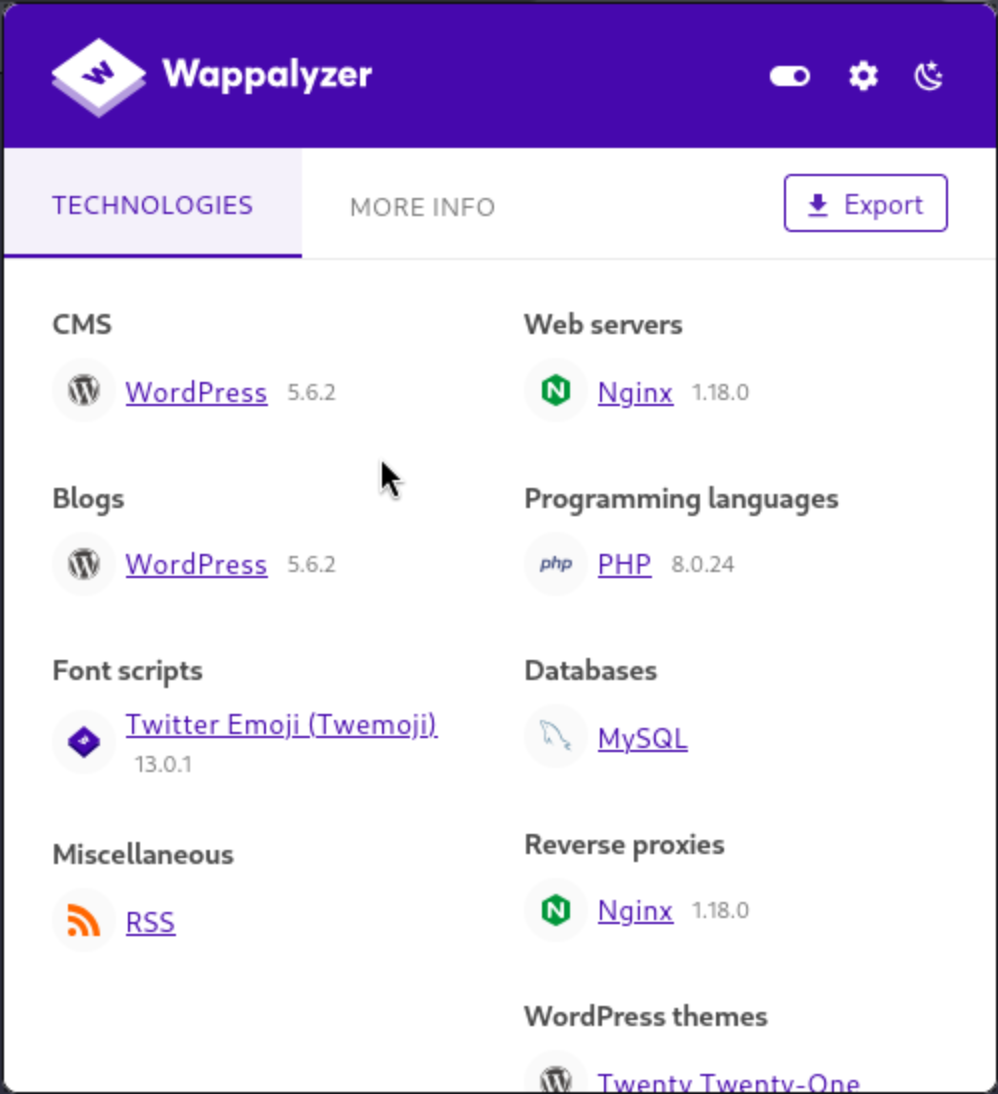 Wappalyzer
TECHNOLOGIES
MORE INFO
Export
CMS
WordPress 5.6.2
Blogs
WordPress 5.6.2
Font scripts
Twitter Emoji (Twemoji)
13.0.1
Miscellaneous
RSS
Web servers
Nginx 1.18.0
Programming languages
php PHP 8.0.24
Databases
MySQL
Reverse proxies
Nginx 1.18.0
WordPress themes
Twenty Twenty-One